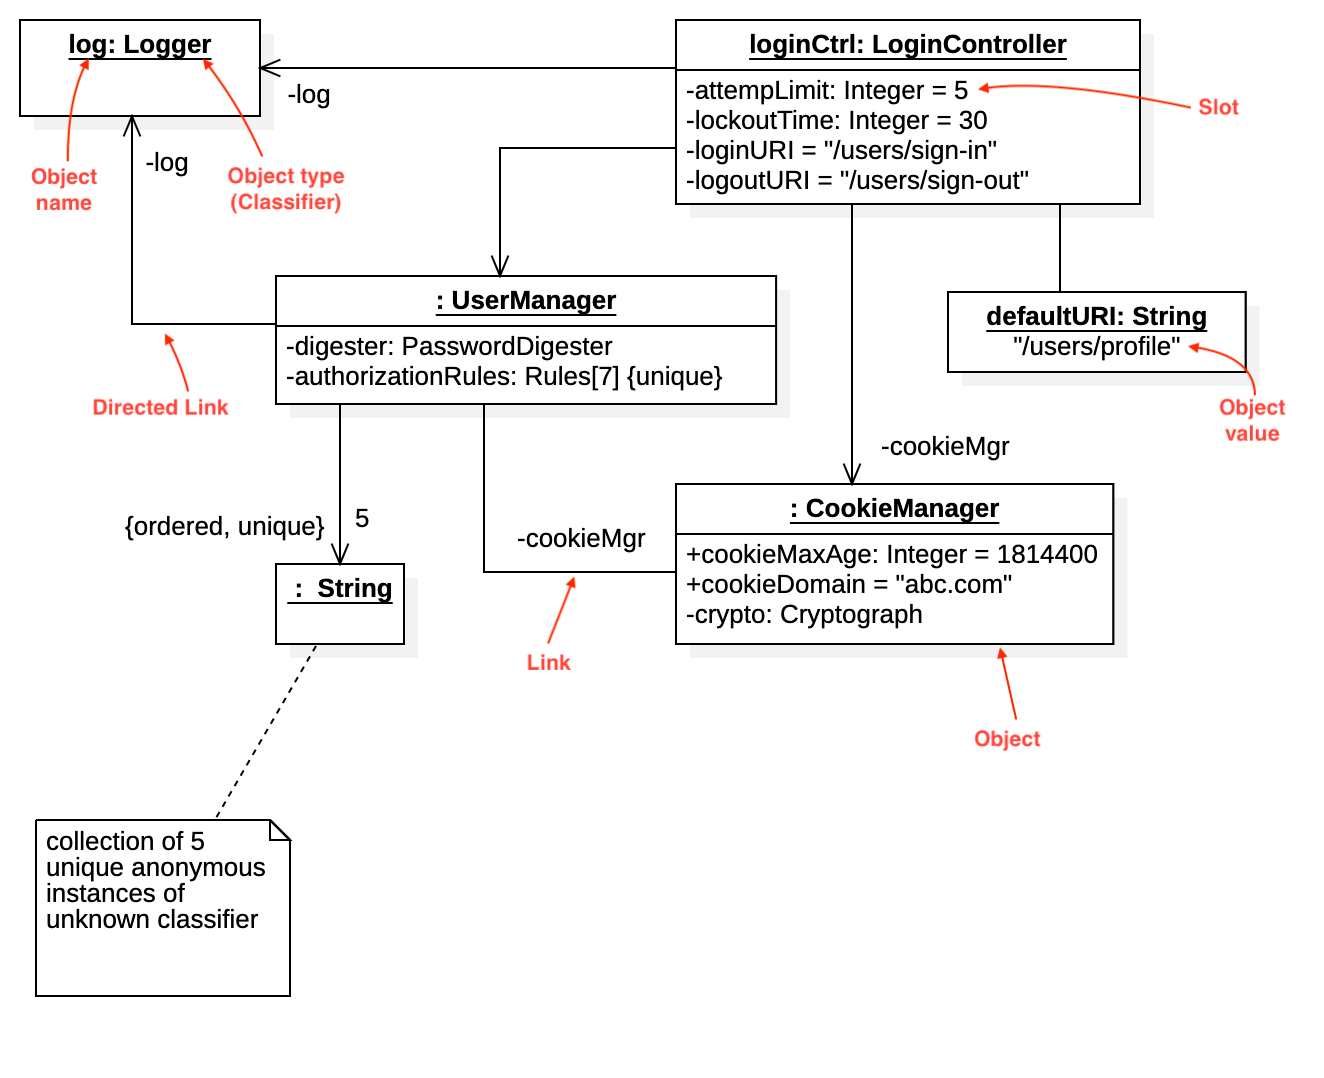 log: Logger
-log
-log
Object
name
Object type
(Classifier)
loginCtrl: LoginController
-attempLimit: Integer = 5
-lockoutTime: Integer = 30
-loginURI = "/users/sign-in"
-logoutURI = "/users/sign-out"
Slot
: UserManager
-digester: PasswordDigester
-authorizationRules: Rules[7] {unique}
defaultURI: String
"/users/profile"
Object
value
Directed Link
-cookieMgr
{ordered, unique}
5
-cookieMgr
: CookieManager
+cookieMaxAge: Integer = 1814400
+cookieDomain = "abc.com"
-crypto: Cryptograph
: String
Link
Object
collection of 5
unique anonymous
instances of
unknown classifier